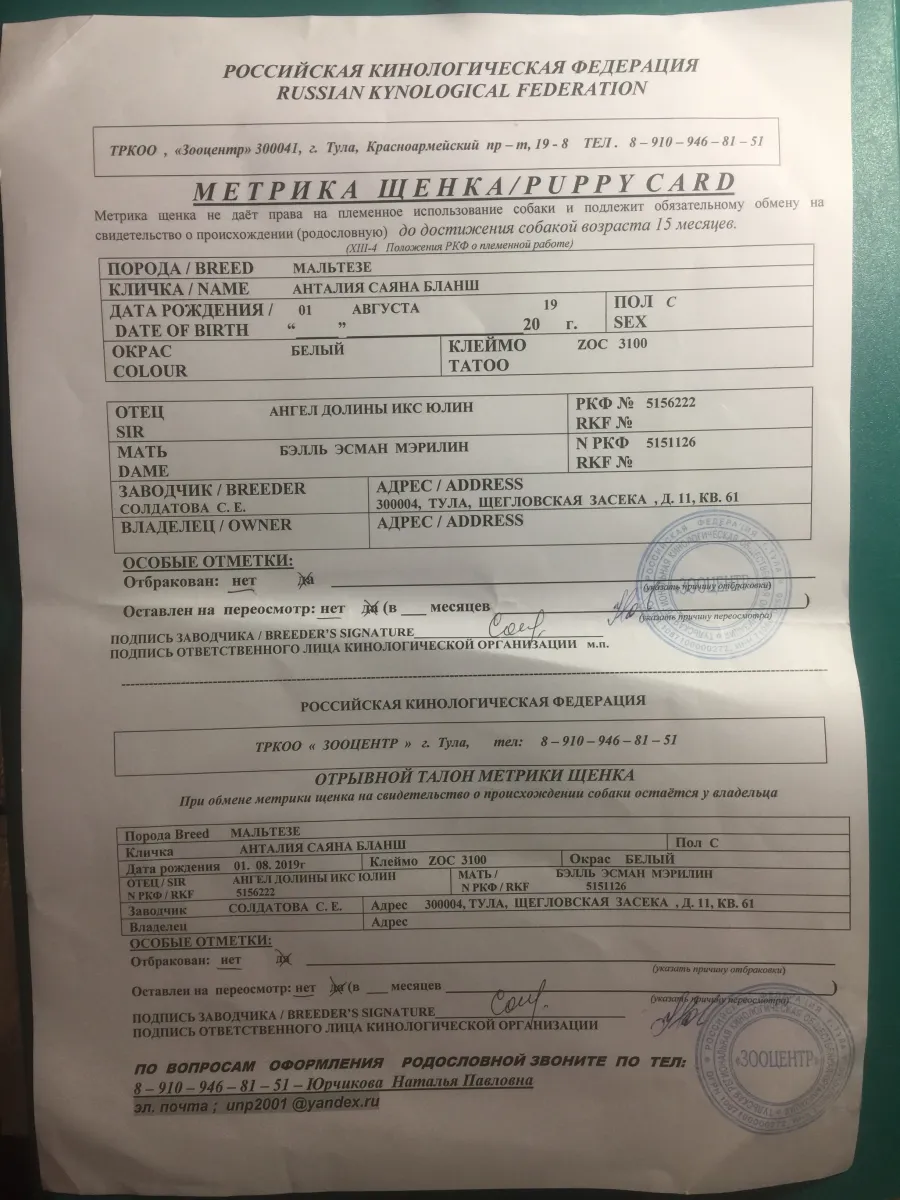 РОССИЙСКАЯ КИНОЛОГИЧЕСКАЯ ФЕДЕРАЦИЯ
RUSSIAN KYNOLOGICAL FEDERATION
ТРКОО , «Зооцентр» 300041, г. Тула, Красноармейский пр – т, 19 - 8 ТЕЛ . 8 – 910 – 946 – 81 – 51
МЕТРИКА ЩЕНКА/PUPPY CARD
Метрика щенка не даёт права на племенное использование собаки и подлежит обязательному обмену на
свидетельство о происхождении (родословную) до достижения собакой возраста 15 месяцев.
(XIII-4 Положения РКФ о племенной работе)
ПОРОДА / BREED МАЛЬТЕЗЕ
КЛИЧКА / NAME АНТАЛИЯ САЯНА БЛАНШ
ДАТА РОЖДЕНИЯ / 01 АВГУСТА 19 ПОЛ С
DATE OF BIRTH “____” ____________________20 г. SEX
ОКРАС БЕЛЫЙ КЛЕЙМО ZOC 3100
COLOUR TATOO
ОТЕЦ АНГЕЛ ДОЛИНЫ ИКС ЮЛИН РКФ № 5156222
SIR RKF №
МАТЬ БЭЛЛЬ ЭСМАН МЭРИЛИН N РКФ 5151126
DAME RKF №
ЗАВОДЧИК / BREEDER АДРЕС / ADDRESS
СОЛДАТОВА С. Е. 300004, ТУЛА, ЩЕГЛОВСКАЯ ЗАСЕКА , Д. 11, КВ. 61
ВЛАДЕЛЕЦ / OWNER АДРЕС / ADDRESS
ОСОБЫЕ ОТМЕТКИ:
Отбракован: нет да
(указать причину отбраковки)
Оставлен на переосмотр: нет да (в ___ месяцев )
(указать причину переосмотра)
ПОДПИСЬ ЗАВОДЧИКА / BREEDER'S SIGNATURE
ПОДПИСЬ ОТВЕТСТВЕННОГО ЛИЦА КИНОЛОГИЧЕСКОЙ ОРГАНИЗАЦИИ м.п.
ЗООЦЕНТР
РОССИЙСКАЯ КИНОЛОГИЧЕСКАЯ ФЕДЕРАЦИЯ
ТРКОО « ЗООЦЕНТР » г. Тула, тел: 8 – 910 – 946 – 81 – 51
ОТРЫВНОЙ ТАЛОН МЕТРИКИ ЩЕНКА
При обмене метрики щенка на свидетельство о происхождении собаки остаётся у владельца
Порода Breed МАЛЬТЕЗЕ
Кличка АНТАЛИЯ САЯНА БЛАНШ Пол С
Дата рождения 01. 08. 2019г Клеймо ZOC 3100 Окрас БЕЛЫЙ
ОТЕЦ / SIR АНГЕЛ ДОЛИНЫ ИКС ЮЛИН МАТЬ / БЭЛЛЬ ЭСМАН МЭРИЛИН
N РКФ / RKF 5156222 N РКФ / RKF 5151126
Заводчик СОЛДАТОВА С. Е. Адрес 300004, ТУЛА, ЩЕГЛОВСКАЯ ЗАСЕКА , Д. 11, КВ. 61
Владелец Адрес
ОСОБЫЕ ОТМЕТКИ:
Отбракован: нет да
(указать причину отбраковки)
Оставлен на переосмотр: нет да (в ___ месяцев )
(указать причину переосмотра)
ПОДПИСЬ ЗАВОДЧИКА / BREEDER'S SIGNATURE
ПОДПИСЬ ОТВЕТСТВЕННОГО ЛИЦА КИНОЛОГИЧЕСКОЙ ОРГАНИЗАЦИИ
«ЗООЦЕНТР»
ПО ВОПРОСАМ ОФОРМЛЕНИЯ РОДОСЛОВНОЙ ЗВОНИТЕ ПО ТЕЛ:
8 – 910 – 946 – 81 – 51 – Юрчикова Наталья Павловна
эл. почта ; unp2001 @yandex.ru